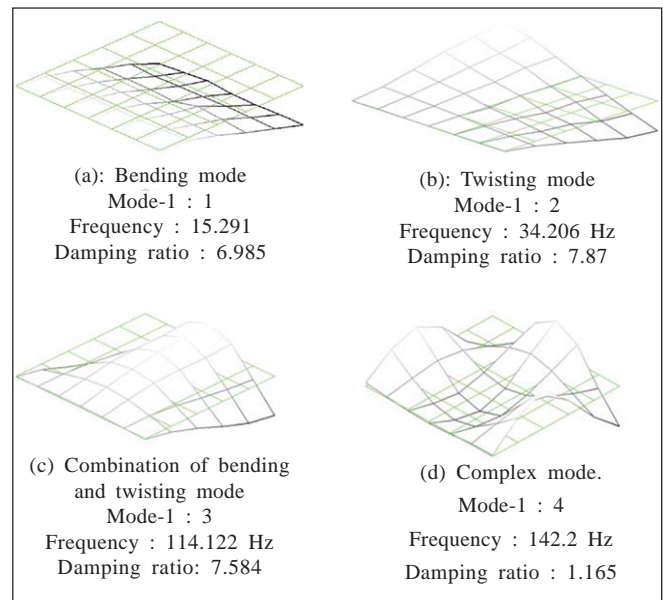 (a): Bending mode
Mode-1 : 1
Frequency : 15.291
Damping ratio : 6.985
(b): Twisting mode
Mode-1 : 2
Frequency : 34.206 Hz
Damping ratio : 7.87
(c) Combination of bending
and twisting mode
Mode-1 : 3
Frequency : 114.122 Hz
Damping ratio: 7.584
(d) Complex mode.
Mode-1 : 4
Frequency : 142.2 Hz
Damping ratio : 1.165